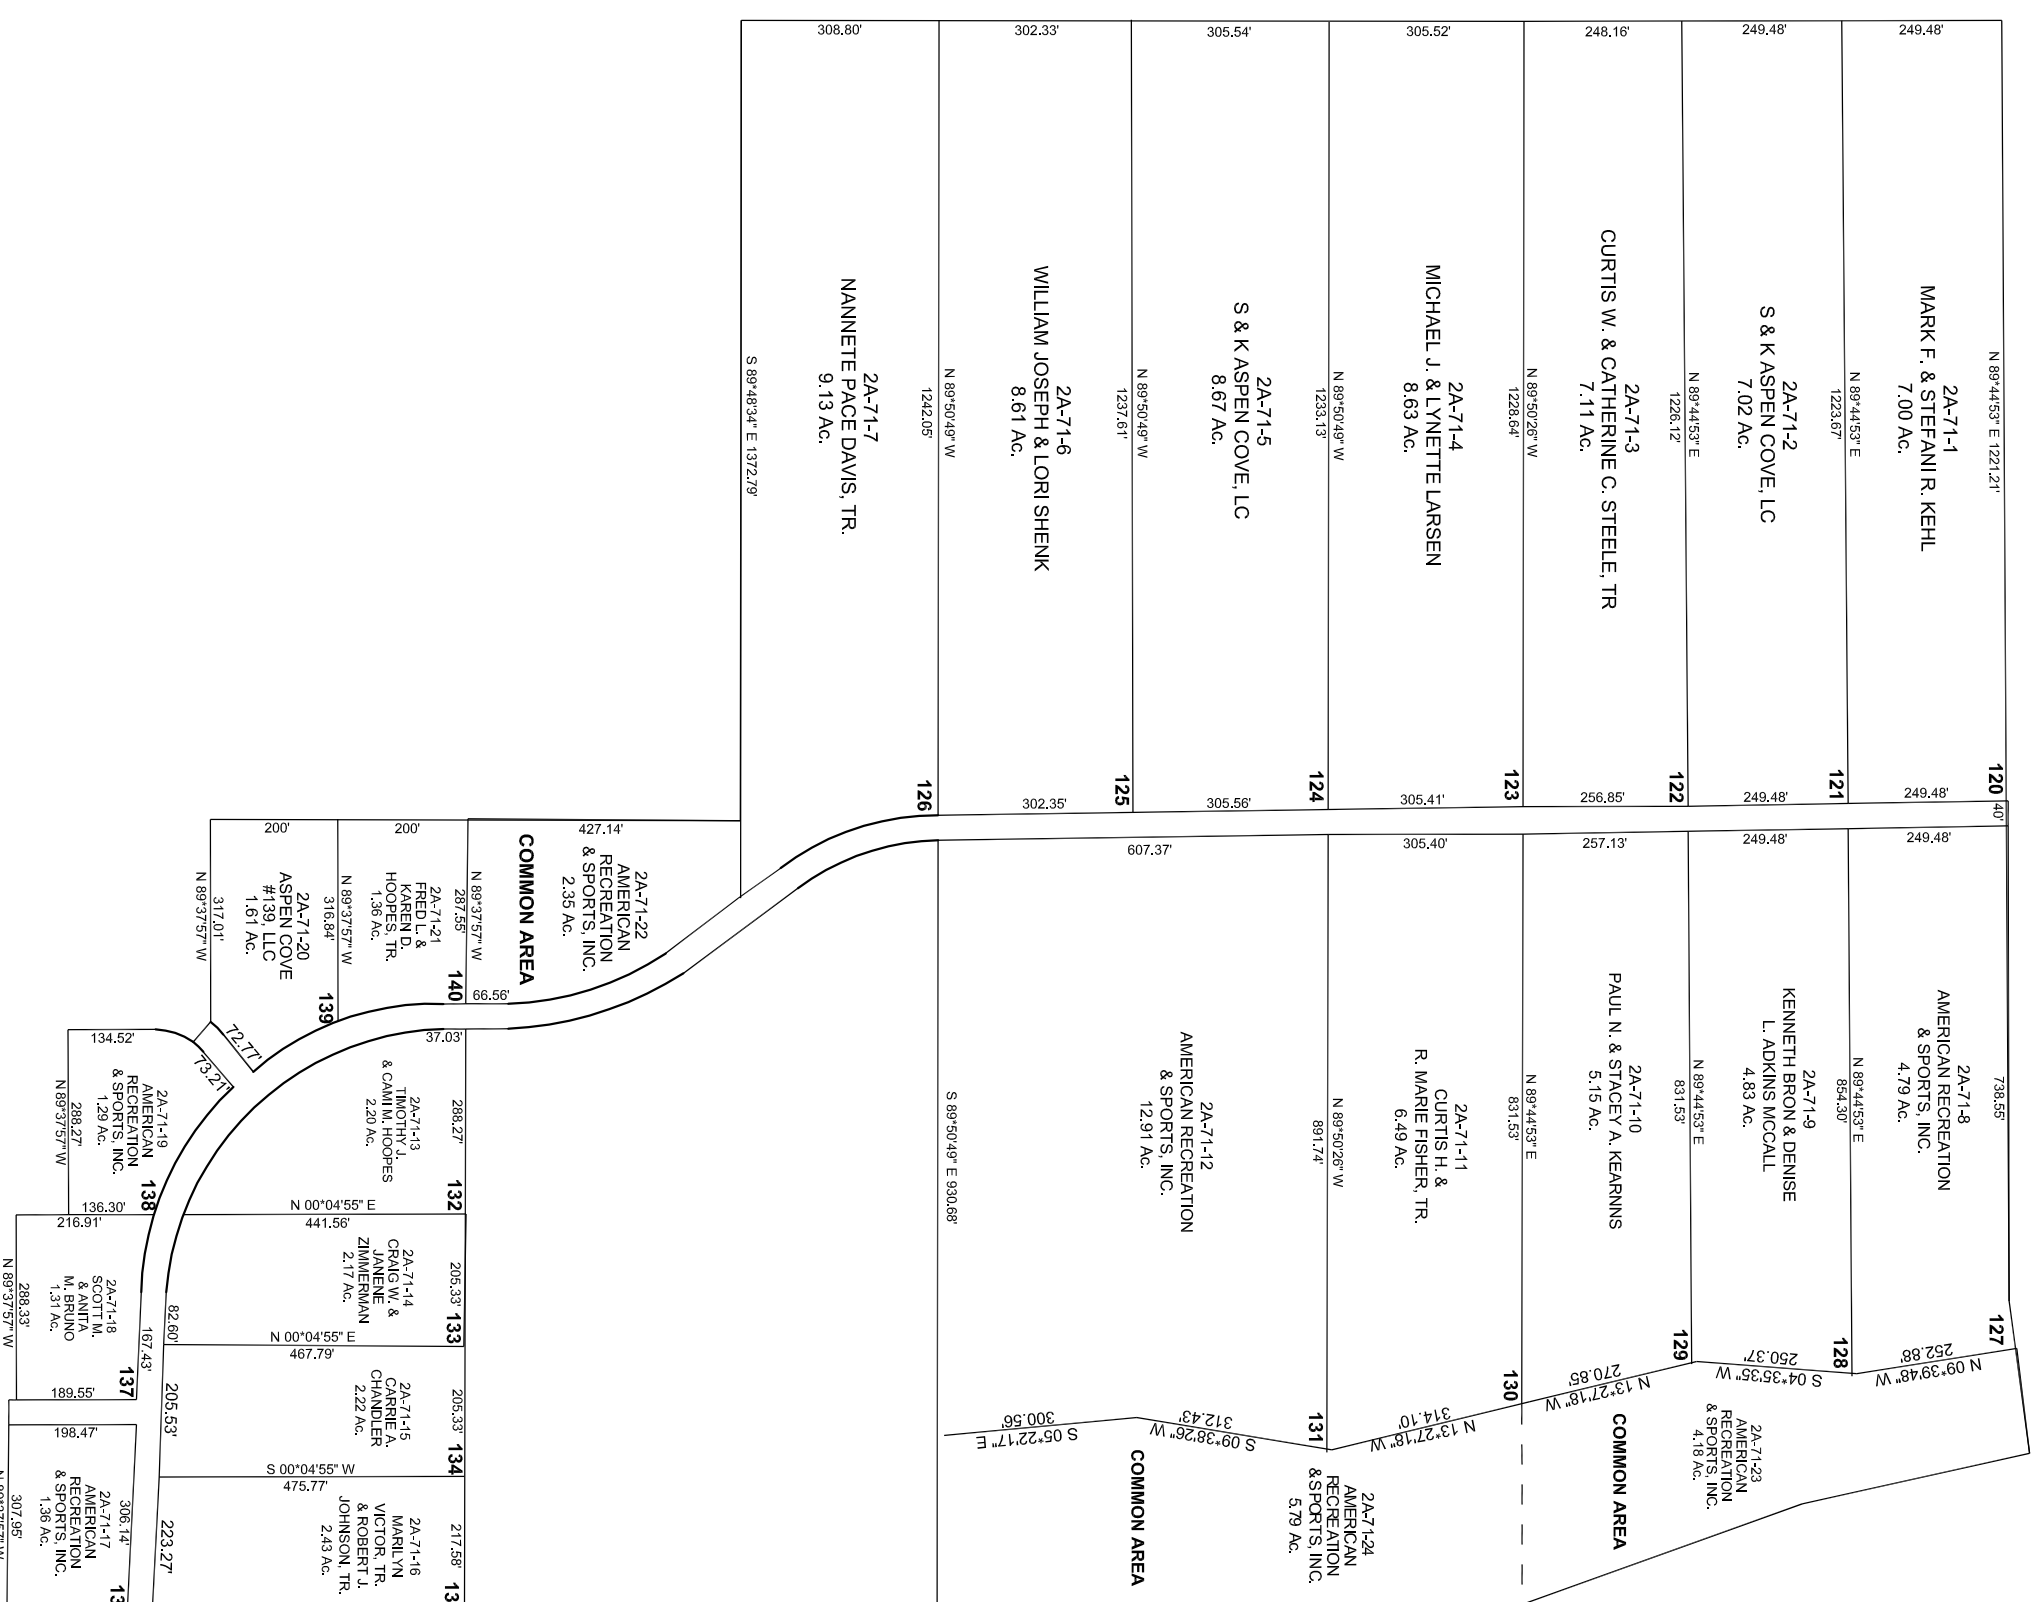 308.80'
302.33'
305.54'
305.52'
248.16'
249.48'
249.48'
N 89*44'53" E 1221.21'
2A-71-1
MARK F. & STEFANI R. KEHL
7.00 Ac.
120
249.48'
40'
N 89*44'53" E
1223.67'
2A-71-2
S & K ASPEN COVE, LC
7.02 Ac.
121
249.48'
N 89*44'53" E
1226.12'
2A-71-3
CURTIS W. & CATHERINE C. STEELE, TR
7.11 Ac.
122
256.85'
N 89*50'26" W
1228.64'
2A-71-4
MICHAEL J. & LYNETTE LARSEN
8.63 Ac.
123
305.41'
N 89*50'49" W
1233.13'
2A-71-5
S & K ASPEN COVE, LC
8.67 Ac.
124
305.56'
N 89*50'49" W
1237.61'
2A-71-6
WILLIAM JOSEPH & LORI SHENK
8.61 Ac.
125
302.35'
N 89*50'49" W
1242.05'
2A-71-7
NANNETE PACE DAVIS, TR.
9.13 Ac.
126
S 89*48'34" E 1372.79'
249.48'
738.55'
2A-71-8
AMERICAN RECREATION
& SPORTS, INC.
4.79 Ac.
127
N 09*39'48" W
252.88'
249.48'
N 89*44'53" E
854.30'
2A-71-9
KENNETH BRON & DENISE
L. ADKINS MCCALL
4.83 Ac.
128
S 04*35'35" W
250.37'
257.13'
N 89*44'53" E
831.53'
2A-71-10
PAUL N. & STACEY A. KEARNNS
5.15 Ac.
129
N 13*27'18" W
270.85'
305.40'
N 89*44'53" E
831.53'
2A-71-11
CURTIS H. &
R. MARIE FISHER, TR.
6.49 Ac.
130
N 13*27'18" W
314.10'
607.37'
N 89*50'26" W
891.74'
2A-71-12
AMERICAN RECREATION
& SPORTS, INC.
12.91 Ac.
131
S 09*38'26" W
312.43'
S 05*22'17" E
300.56'
S 89*50'49" E 930.68'
2A-71-23
AMERICAN
RECREATION
& SPORTS, INC.
4.18 Ac.
COMMON AREA
2A-71-24
AMERICAN
RECREATION
& SPORTS, INC.
5.79 Ac.
COMMON AREA
427.14'
2A-71-22
AMERICAN
RECREATION
& SPORTS, INC.
2.35 Ac.
COMMON AREA
66.56'
N 89*37'57" W
287.55'
200'
2A-71-21
FRED L. &
KAREN D.
HOOPES, TR.
1.36 Ac.
140
N 89*37'57" W
316.84'
200'
2A-71-20
ASPEN COVE
#139, LLC
1.61 Ac.
139
317.01'
N 89*37'57" W
72.77'
73.21'
37.03'
288.27'
2A-71-13
TIMOTHY J.
& CAMI M. HOOPES
2.20 Ac.
132
N 00*04'55" E
441.56'
134.52'
2A-71-19
AMERICAN
RECREATION
& SPORTS, INC.
1.29 Ac.
288.27'
N 89*37'57" W
138
136.30'
216.91'
205.33'
2A-71-14
CRAIG W. &
JANENE
ZIMMERMAN
2.17 Ac.
133
82.60'
N 00*04'55" E
467.79'
2A-71-18
SCOTT M.
& ANITA
M. BRUNO
1.31 Ac.
288.33'
N 89*37'57" W
167.43'
137
189.55'
205.33'
2A-71-15
CARRIE A.
CHANDLER
2.22 Ac.
134
205.53'
S 00*04'55" W
475.77'
198.47'
2A-71-17
AMERICAN
RECREATION
& SPORTS, INC.
1.36 Ac.
306.14'
307.95'
217.58'
2A-71-16
MARILYN
VICTOR, TR.
& ROBERT J.
JOHNSON, TR.
2.43 Ac.
223.27'
13
13